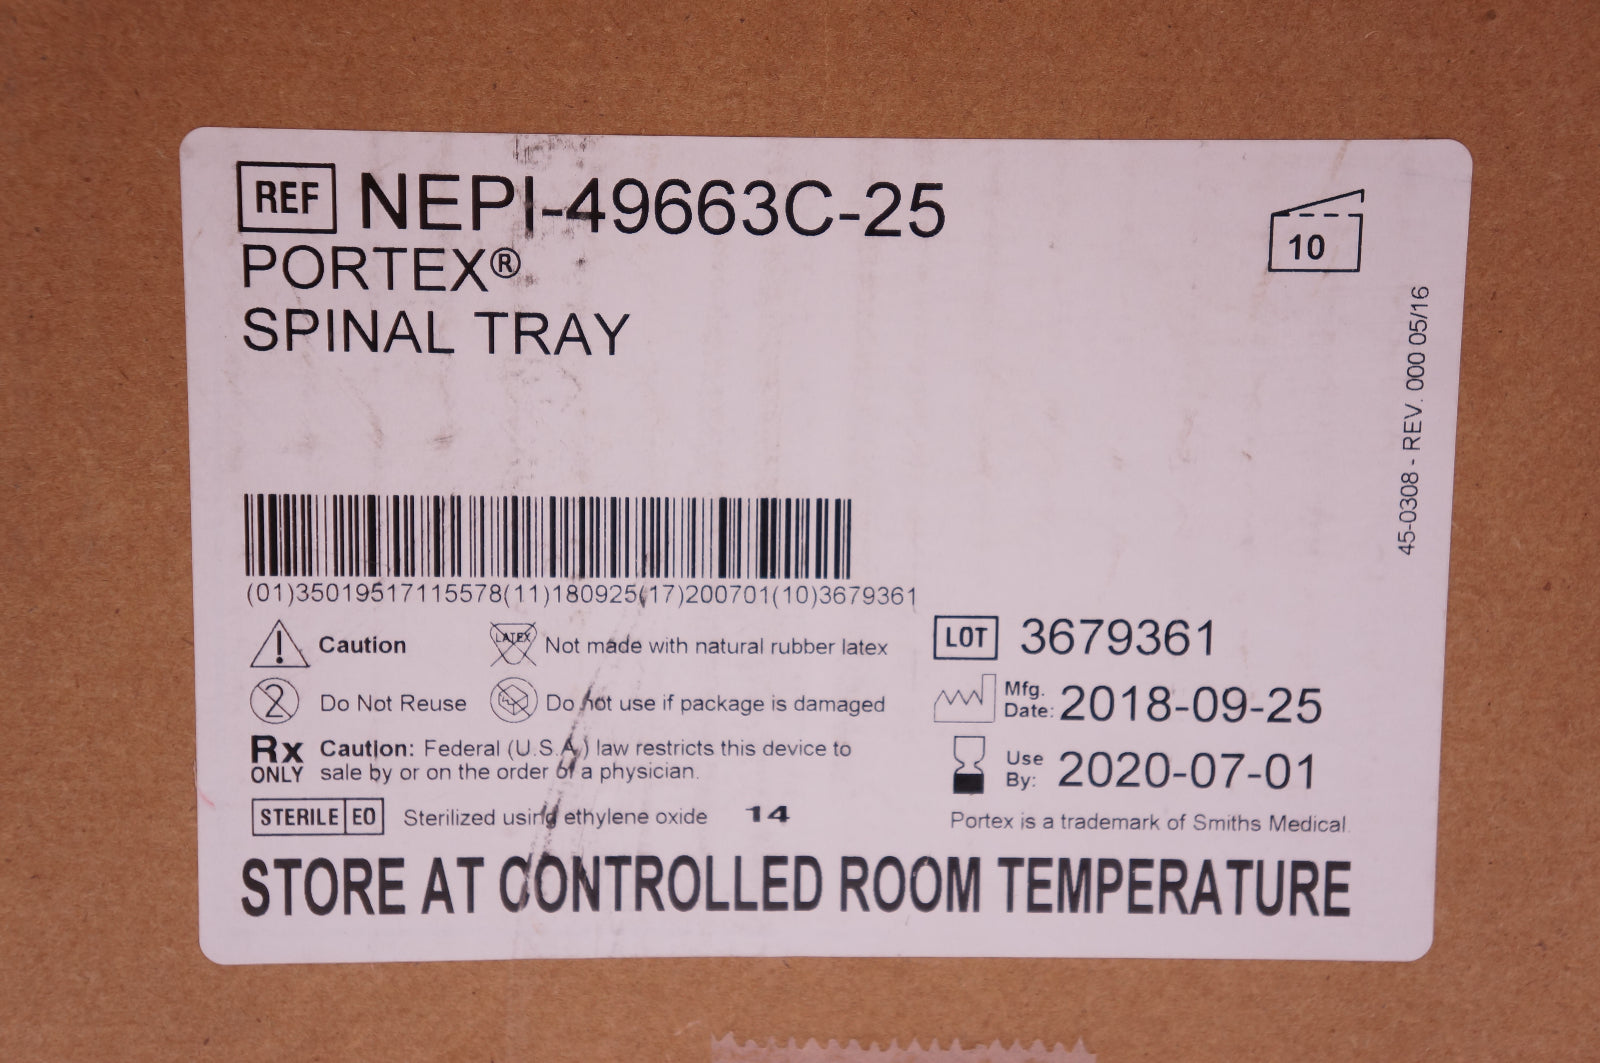 REF NEPI-49663C-25
PORTEX®
SPINAL TRAY
10
45-0308 - REV. 000 05/16
(01)35019517115578(11)180925(17)200701(10)3679361
Caution
LATEX Not made with natural rubber latex
2 Do Not Reuse
Do not use if package is damaged
Rx ONLY
Caution: Federal (U.S.A.) law restricts this device to
sale by or on the order of a physician.
STERILE EO Sterilized using ethylene oxide 14
LOT 3679361
Mfg.
Date: 2018-09-25
Use
By: 2020-07-01
Portex is a trademark of Smiths Medical.
STORE AT CONTROLLED ROOM TEMPERATURE